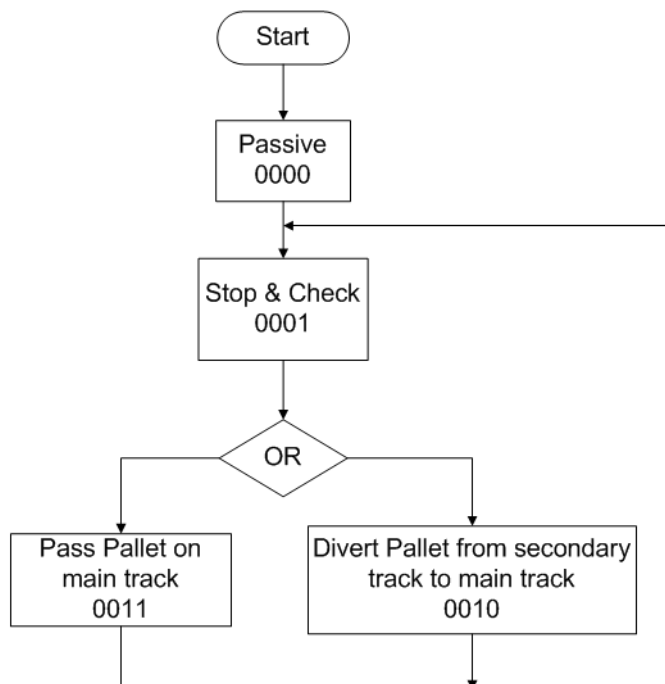 Start
Passive
0000
Stop & Check
0001
OR
Pass Pallet on
main track
0011
Divert Pallet from secondary
track to main track
0010